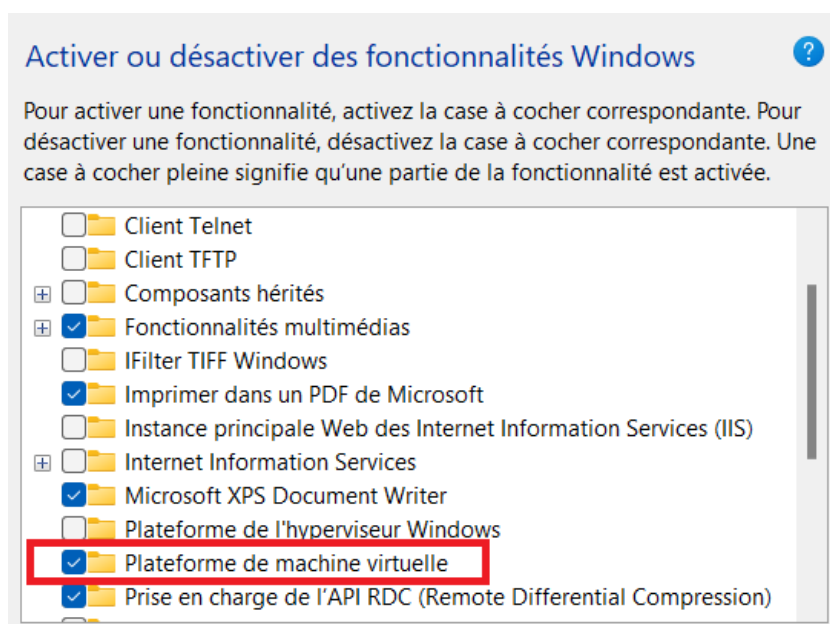 Activer ou désactiver des fonctionnalités Windows
?
Pour activer une fonctionnalité, activez la case à cocher correspondante. Pour
désactiver une fonctionnalité, désactivez la case à cocher correspondante. Une
case à cocher pleine signifie qu'une partie de la fonctionnalité est activée.
Client Telnet
Client TFTP
Composants hérités
Fonctionnalités multimédias
IFilter TIFF Windows
Imprimer dans un PDF de Microsoft
Instance principale Web des Internet Information Services (IIS)
Internet Information Services
Microsoft XPS Document Writer
Plateforme de l'hyperviseur Windows
Plateforme de machine virtuelle
Prise en charge de l'API RDC (Remote Differential Compression)